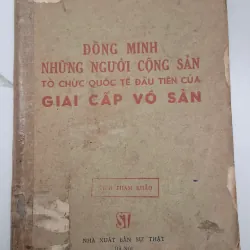 ĐỒNG MINH
NHỮNG NGƯỜI CỘNG SẢN
TỔ CHỨC QUỐC TẾ ĐẦU TIÊN CỦA
GIAI CẤP VÔ SẢN
ST
NHÀ XUẤT BẢN SỰ THẬT